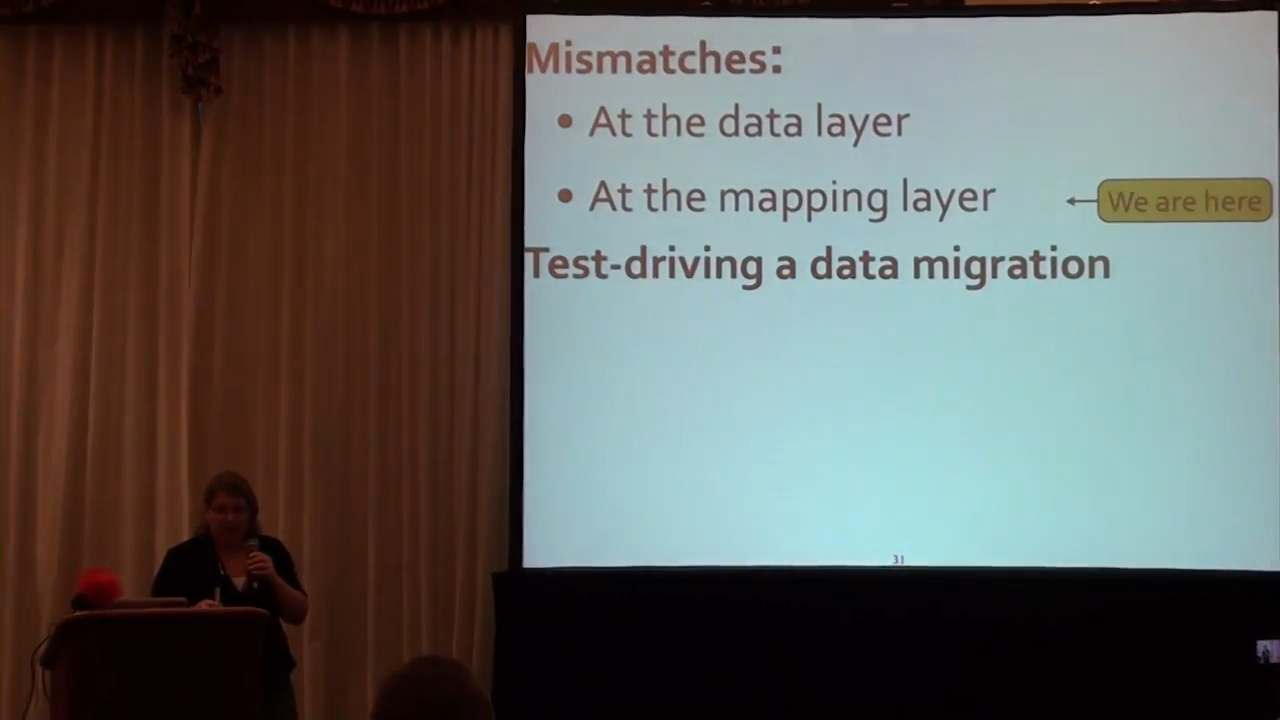 Mismatches:
• At the data layer
• At the mapping layer
We are here
Test-driving a data migration
31